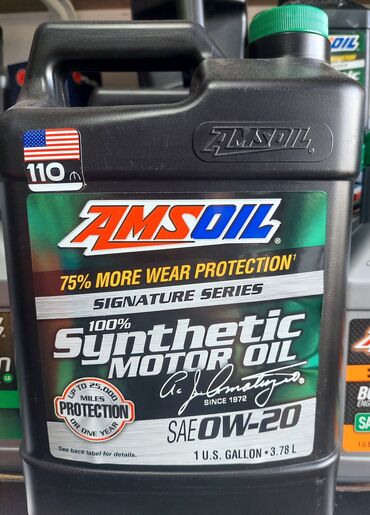 AMSOIL
110 ₼
AMSOIL
75% MORE WEAR PROTECTION¹
SIGNATURE SERIES
100%
Synthetic
MOTOR OIL
SINCE 1972
UP TO 25,000
MILES
PROTECTION
OR ONE YEAR
SAE 0W-20
See back label for details.
1 U.S. GALLON • 3.78 L